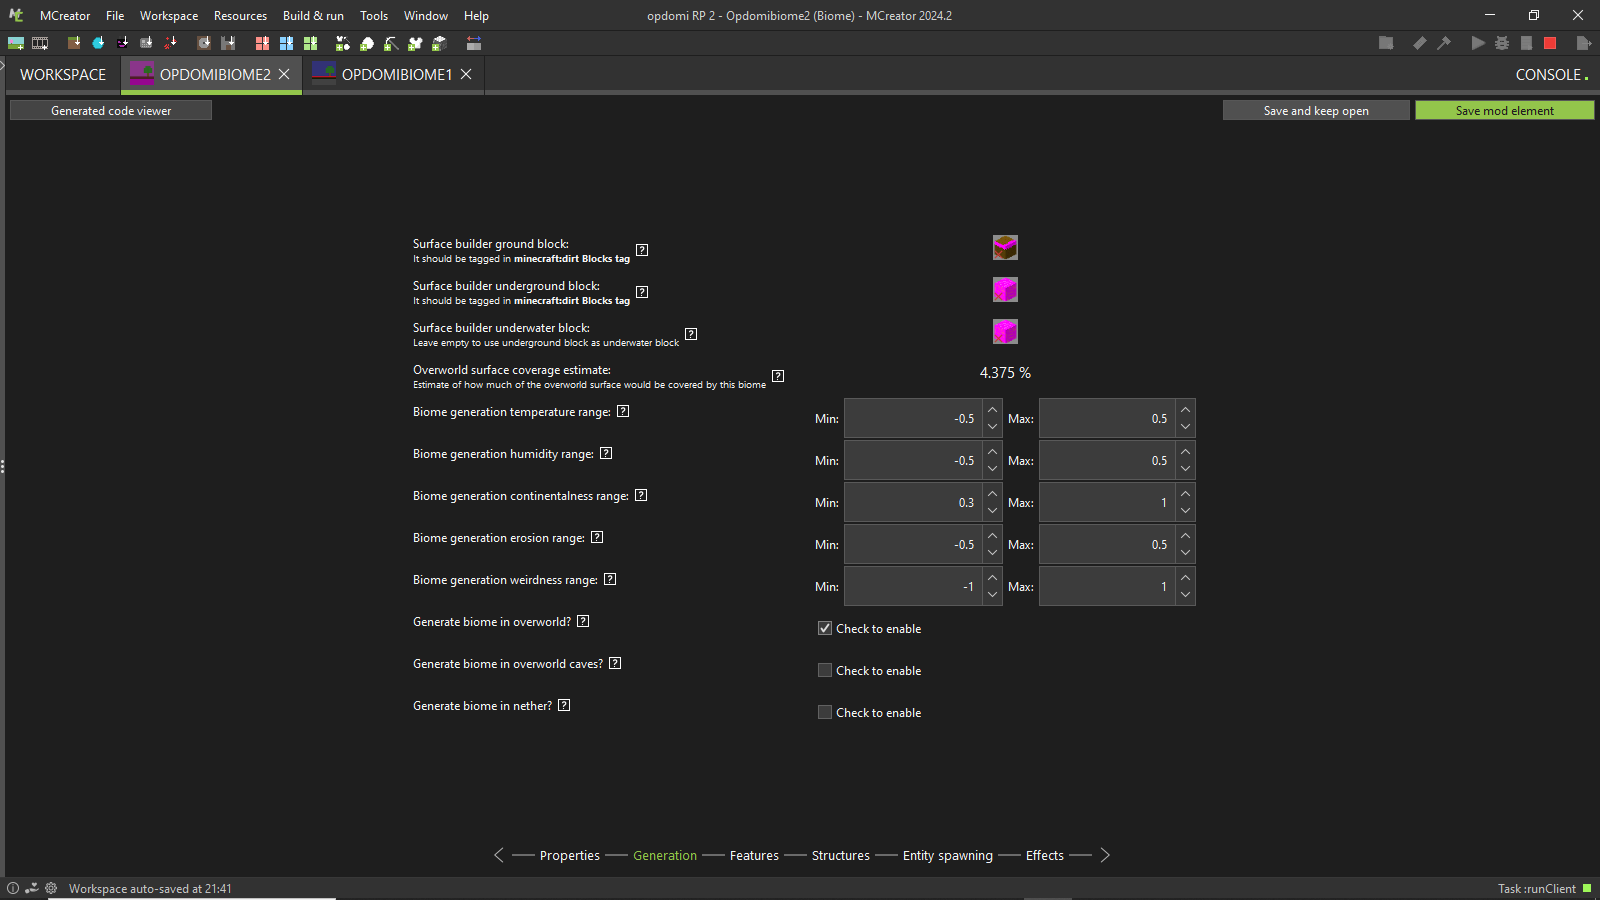 MCreator File Workspace Resources Build & run Tools Window Help opdomi RP 2 - Opdomibiome2 (Biome) - MCreator 2024.2
WORKSPACE OPDOMIBIOME2 OPDOMIBIOME1 CONSOLE
Generated code viewer Save and keep open Save mod element
Surface builder ground block:
It should be tagged in minecraft:dirt Blocks tag
Surface builder underground block:
It should be tagged in minecraft:dirt Blocks tag
Surface builder underwater block:
Leave empty to use underground block as underwater block
Overworld surface coverage estimate: 4.375 %
Estimate of how much of the overworld surface would be covered by this biome
Biome generation temperature range: Min: -0.5 Max: 0.5
Biome generation humidity range: Min: -0.5 Max: 0.5
Biome generation continentalness range: Min: 0.3 Max: 1
Biome generation erosion range: Min: -0.5 Max: 0.5
Biome generation weirdness range: Min: -1 Max: 1
Generate biome in overworld? Check to enable
Generate biome in overworld caves? Check to enable
Generate biome in nether? Check to enable
Properties Generation Features Structures Entity spawning Effects
Workspace auto-saved at 21:41 Task :runClient